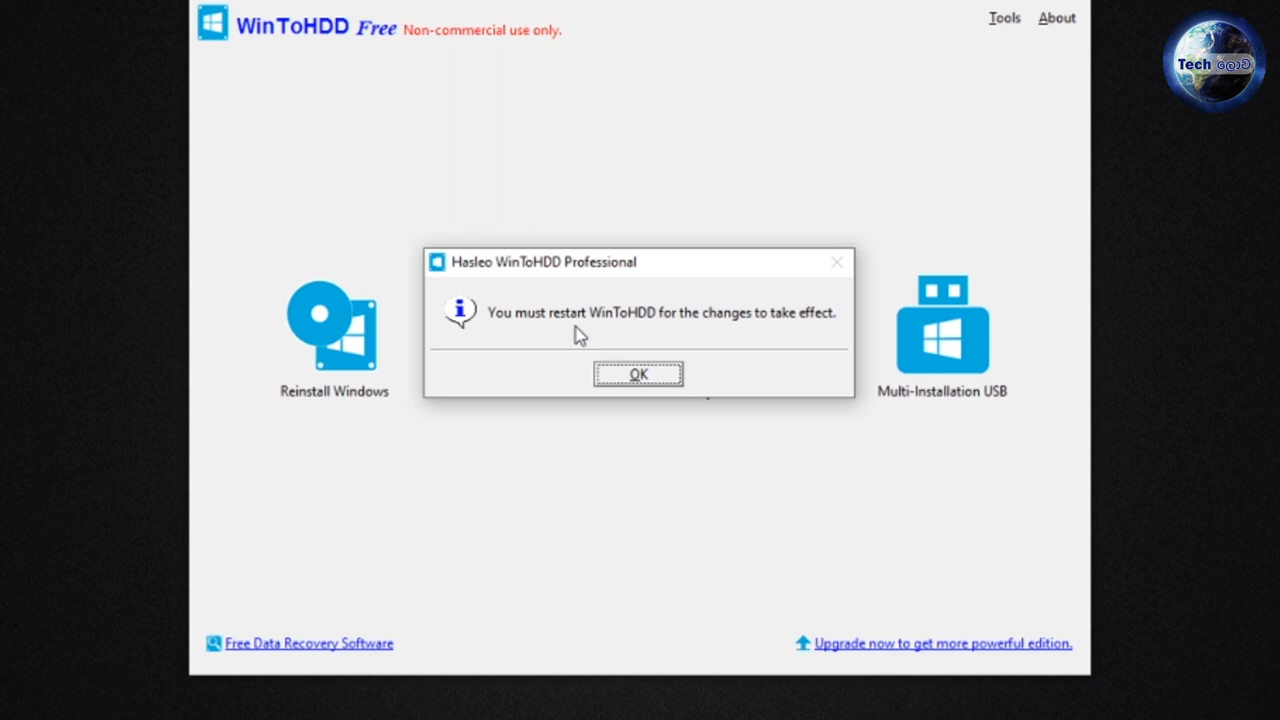 WinToHDD Free Non-commercial use only.
Tools About
Tech ලොව
Hasleo WinToHDD Professional
You must restart WinToHDD for the changes to take effect.
OK
Reinstall Windows
Multi-Installation USB
Free Data Recovery Software
Upgrade now to get more powerful edition.